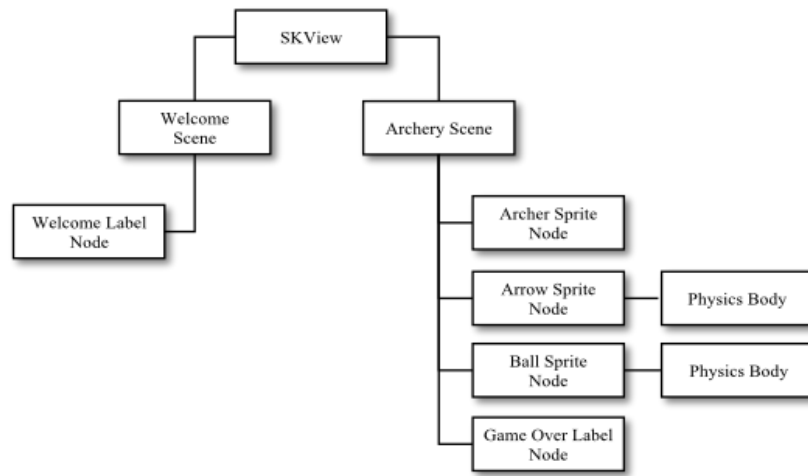 SKView
Welcome
Scene
Archery Scene
Welcome Label
Node
Archer Sprite
Node
Arrow Sprite
Node
Physics Body
Ball Sprite
Node
Physics Body
Game Over Label
Node